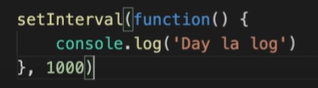 setInterval(function() {
    console.log('Day la log')
}, 1000)